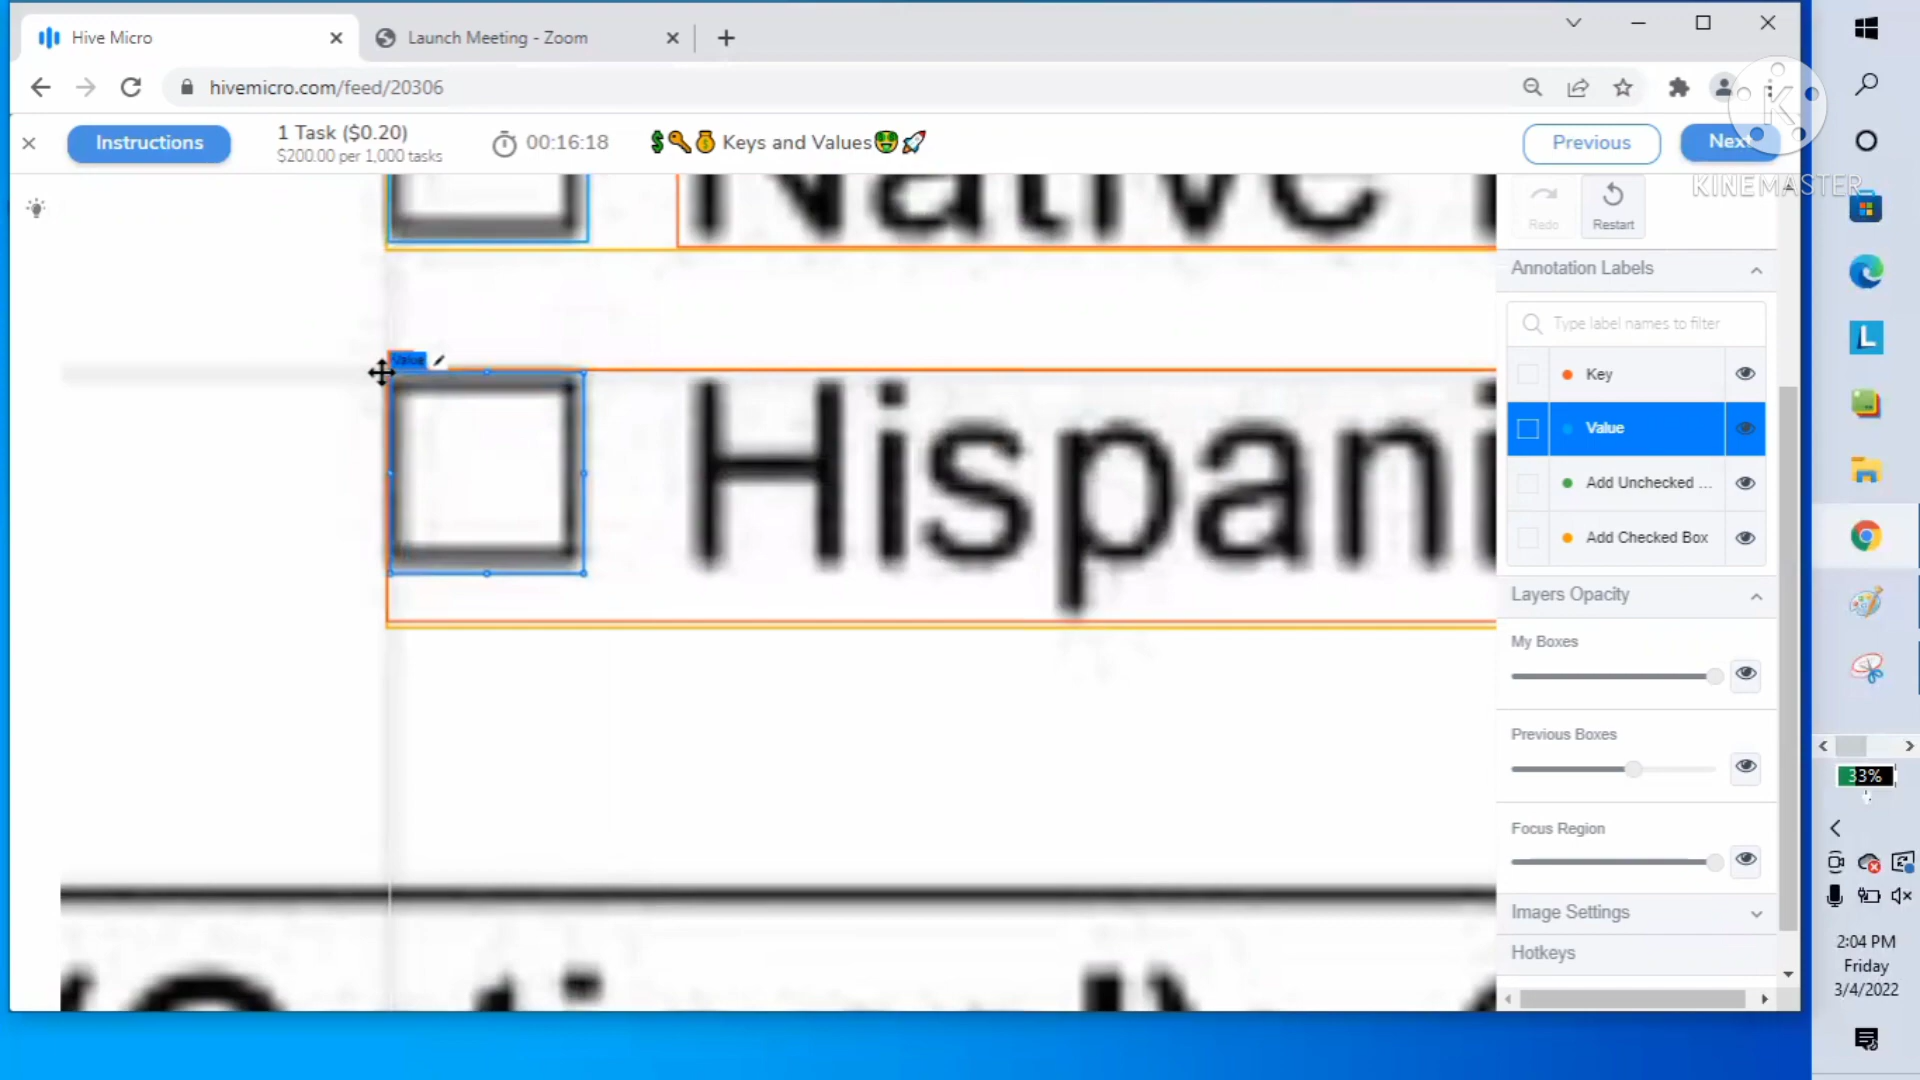 Hive Micro
Launch Meeting - Zoom
hivemicro.com/feed/20306
Instructions
1 Task ($0.20)
$200.00 per 1,000 tasks
00:16:18
Keys and Values
Previous
Next
KINEMASTER
Native
Redo
Restart
Annotation Labels
Type label names to filter
Value
Key
Hispani
Value
Add Unchecked ...
Add Checked Box
Layers Opacity
My Boxes
Previous Boxes
33%
Focus Region
Image Settings
Hotkeys
2:04 PM
Friday
3/4/2022